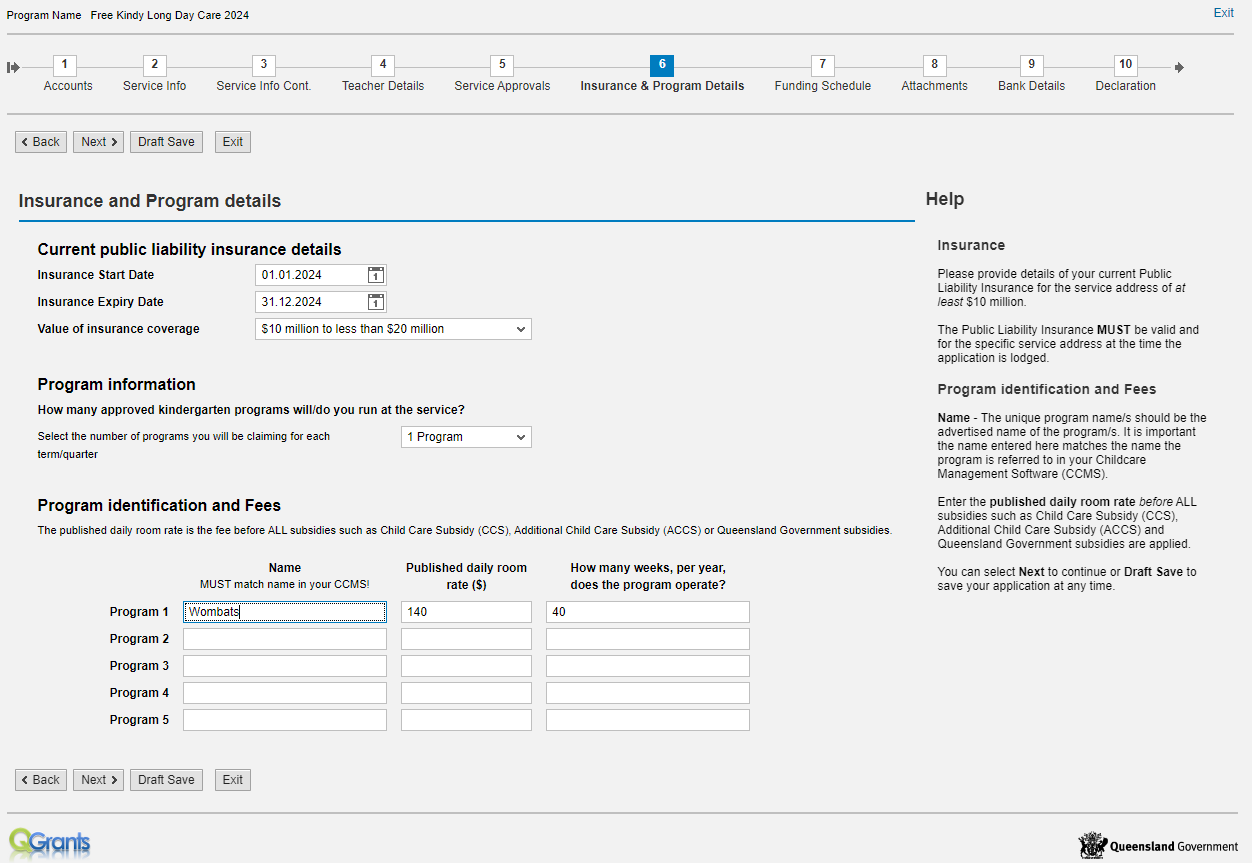 Program Name Free Kindy Long Day Care 2024
Exit
1 2 3 4 5 6 7 8 9 10
Accounts Service Info Service Info Cont. Teacher Details Service Approvals Insurance & Program Details Funding Schedule Attachments Bank Details Declaration
Back Next Draft Save Exit
Insurance and Program details
Current public liability insurance details
Insurance Start Date 01.01.2024 1
Insurance Expiry Date 31.12.2024 1
Value of insurance coverage $10 million to less than $20 million
Program information
How many approved kindergarten programs will/do you run at the service?
Select the number of programs you will be claiming for each
term/quarter
1 Program
Program identification and Fees
The published daily room rate is the fee before ALL subsidies such as Child Care Subsidy (CCS), Additional Child Care Subsidy (ACCS) or Queensland Government subsidies.
Name
MUST match name in your CCMS!
Published daily room
rate ($)
How many weeks, per year,
does the program operate?
Program 1 Wombats 140 40
Program 2
Program 3
Program 4
Program 5
Back Next Draft Save Exit
Help
Insurance
Please provide details of your current Public
Liability Insurance for the service address of at
least $10 million.
The Public Liability Insurance MUST be valid and
for the specific service address at the time the
application is lodged.
Program identification and Fees
Name - The unique program name/s should be the
advertised name of the program/s. It is important
the name entered here matches the name the
program is referred to in your Childcare
Management Software (CCMS).
Enter the published daily room rate before ALL
subsidies such as Child Care Subsidy (CCS),
Additional Child Care Subsidy (ACCS) and
Queensland Government subsidies are applied.
You can select Next to continue or Draft Save to
save your application at any time.
QGrants
Queensland Government